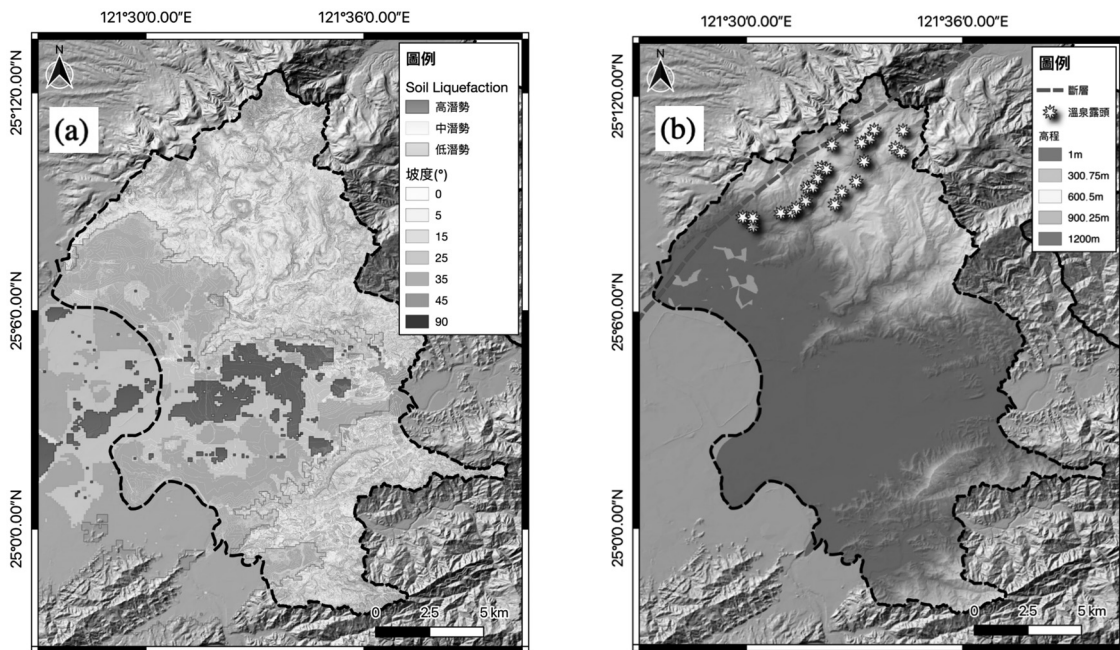 121°30'0.00"E
121°36'0.00"E
25°12'0.00"N
25°6'0.00"N
25°0'0.00"N
N
(a)
圖例
Soil Liquefaction
高潛勢
中潛勢
低潛勢
坡度(°)
0
5
15
25
35
45
90
0 2.5 5 km
121°30'0.00"E
121°36'0.00"E
25°12'0.00"N
25°6'0.00"N
25°0'0.00"N
N
(b)
圖例
斷層
溫泉露頭
高程
1m
300.75m
600.5m
900.25m
1200m
0 2.5 5 km